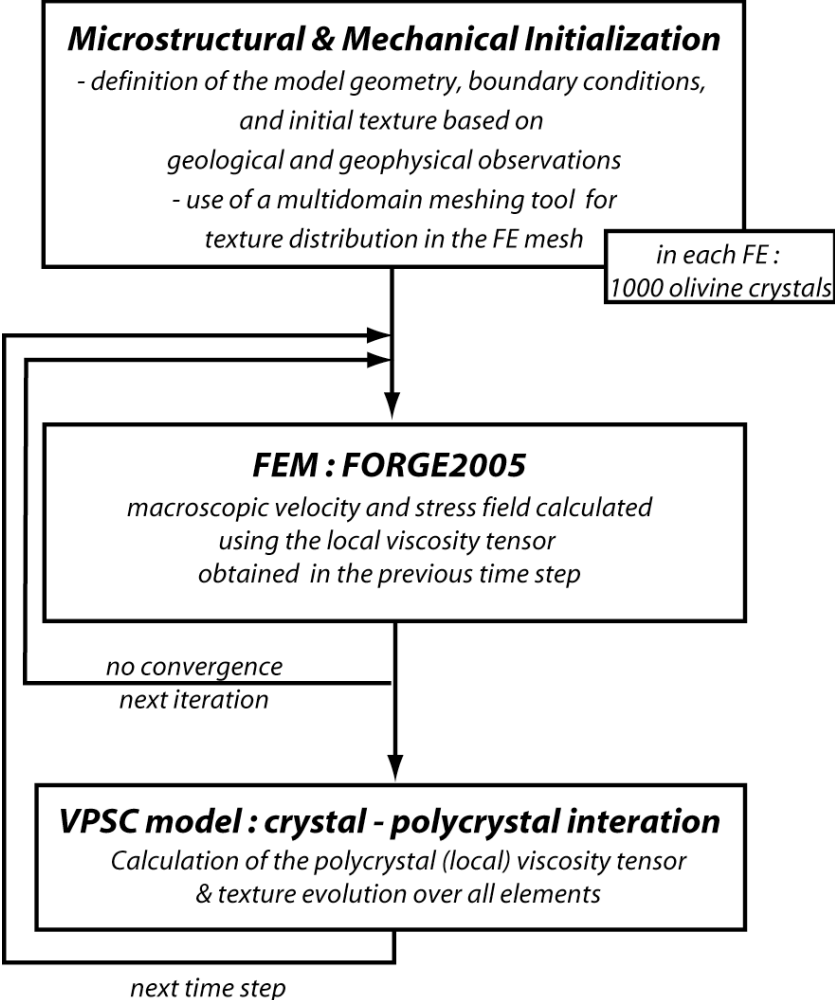 Microstructural & Mechanical Initialization
- definition of the model geometry, boundary conditions,
and initial texture based on
geological and geophysical observations
- use of a multidomain meshing tool for
texture distribution in the FE mesh
in each FE :
1000 olivine crystals
FEM : FORGE2005
macroscopic velocity and stress field calculated
using the local viscosity tensor
obtained in the previous time step
no convergence
next iteration
VPSC model : crystal - polycrystal interation
Calculation of the polycrystal (local) viscosity tensor
& texture evolution over all elements
next time step